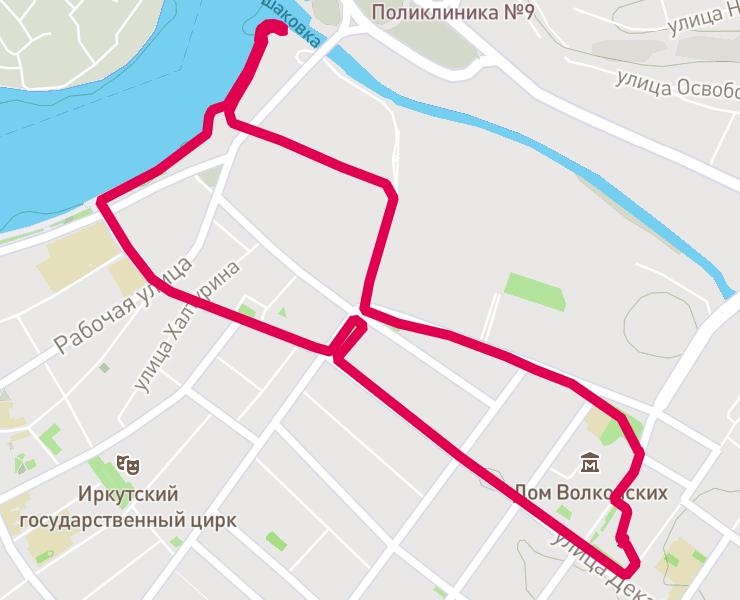 шаковка
Поликлиника №9
улица Н
улица Освобо
Рабочая улица
улица Халтурина
Иркутский
государственный цирк
Дом Волконских
улица Дека